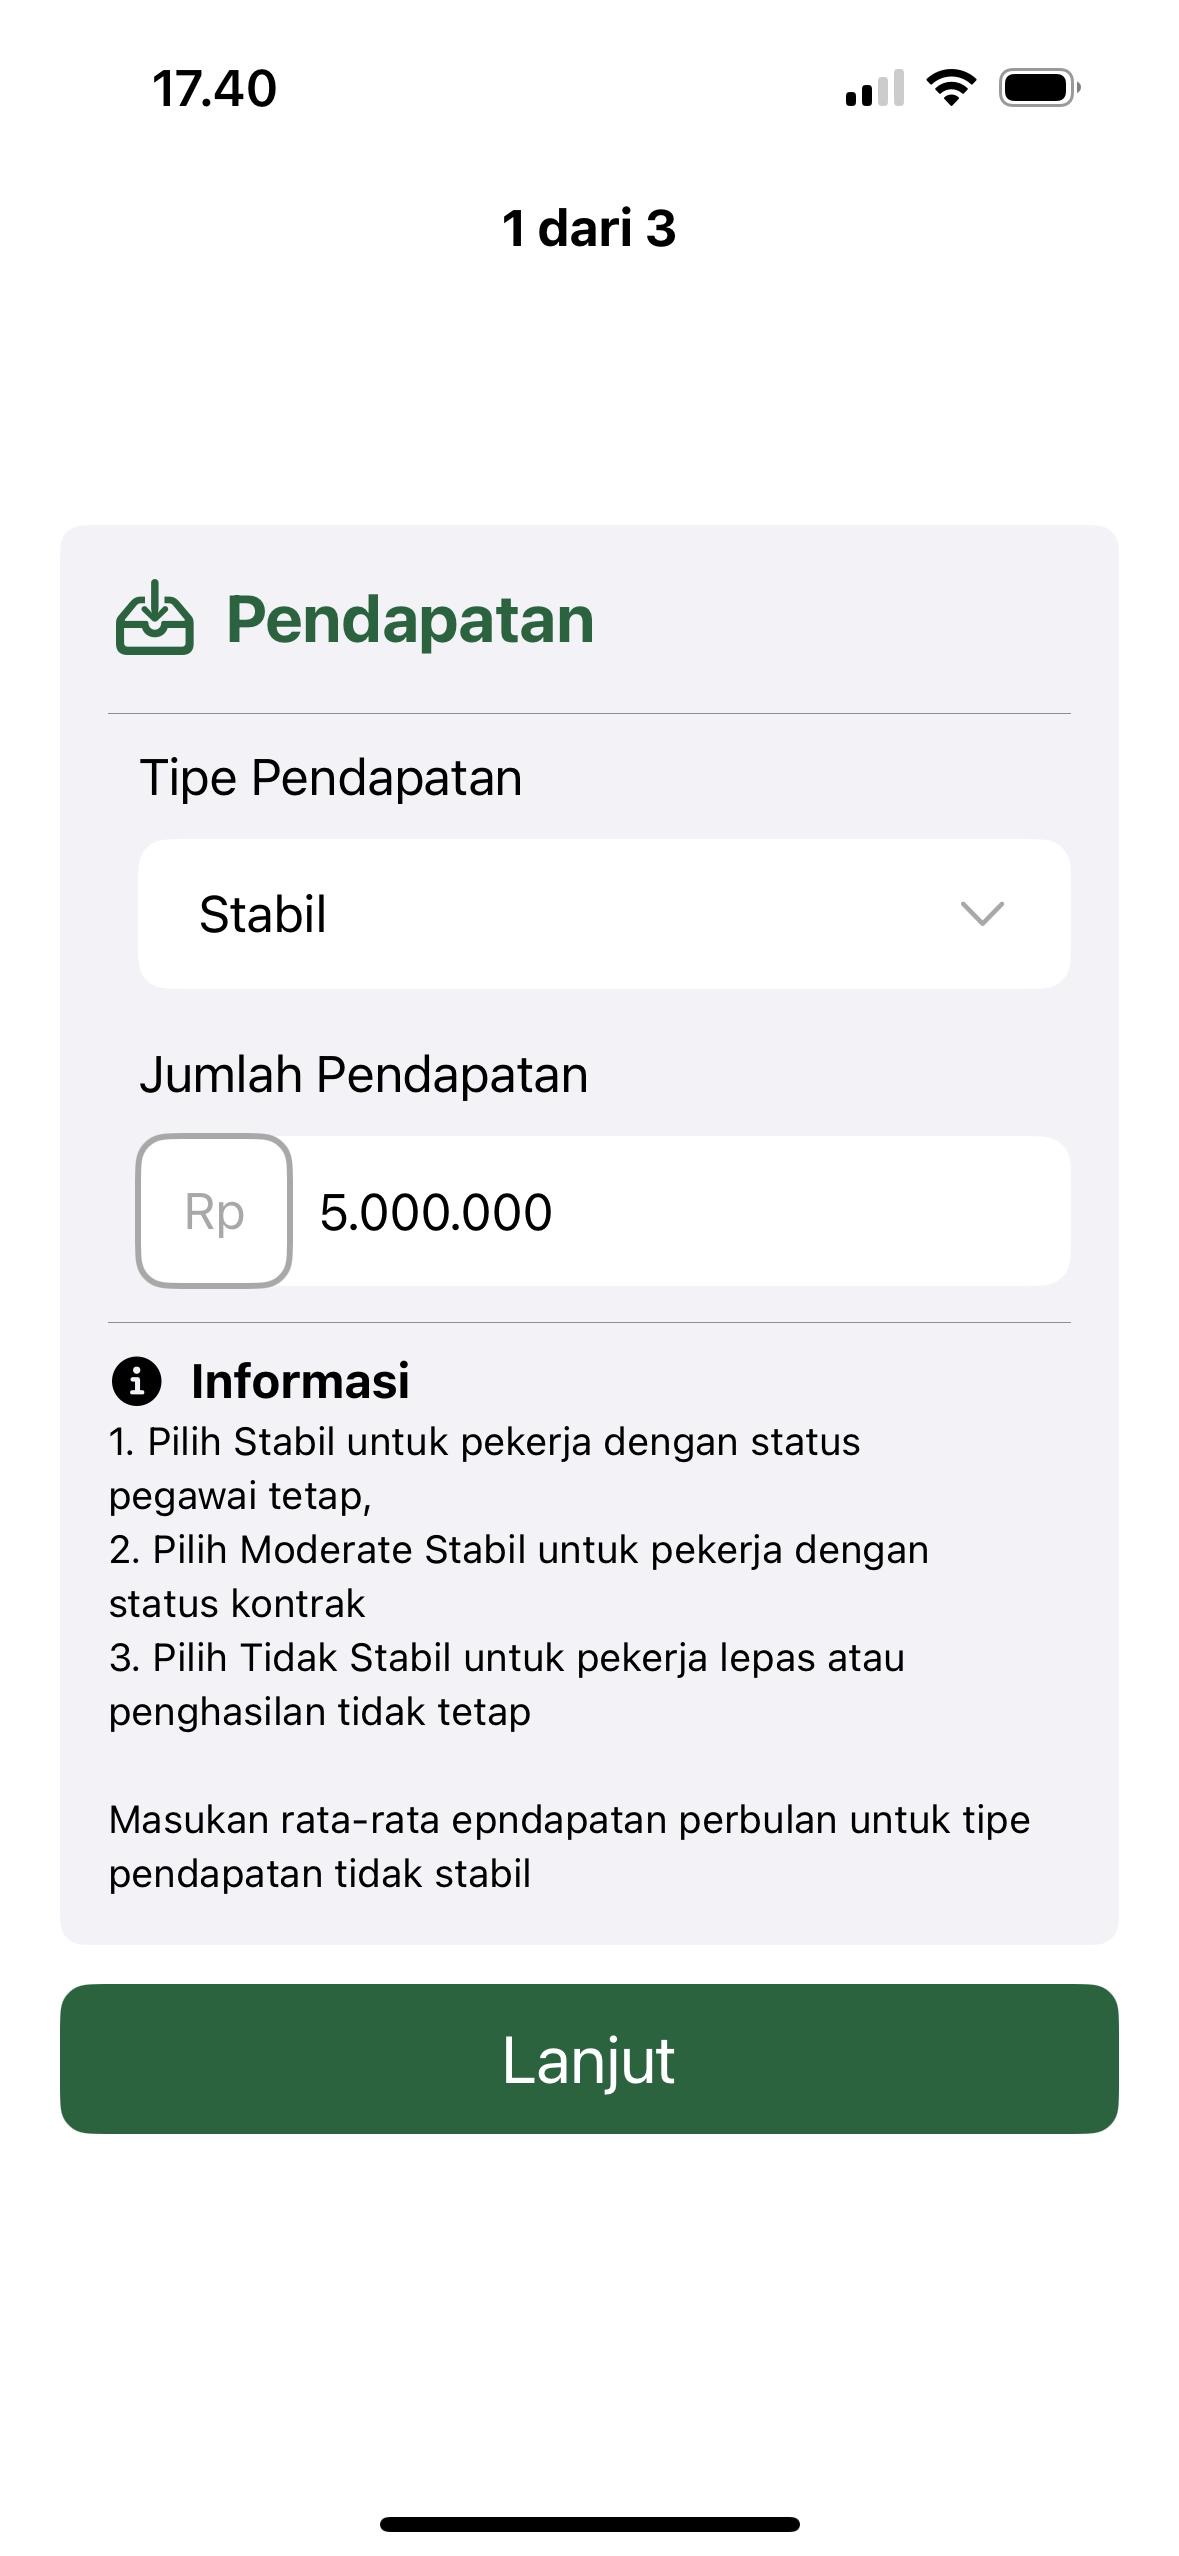 17.40
1 dari 3
Pendapatan
Tipe Pendapatan
Stabil
Jumlah Pendapatan
Rp 5.000.000
Informasi
1. Pilih Stabil untuk pekerja dengan status
pegawai tetap,
2. Pilih Moderate Stabil untuk pekerja dengan
status kontrak
3. Pilih Tidak Stabil untuk pekerja lepas atau
penghasilan tidak tetap
Masukan rata-rata epndapatan perbulan untuk tipe
pendapatan tidak stabil
Lanjut